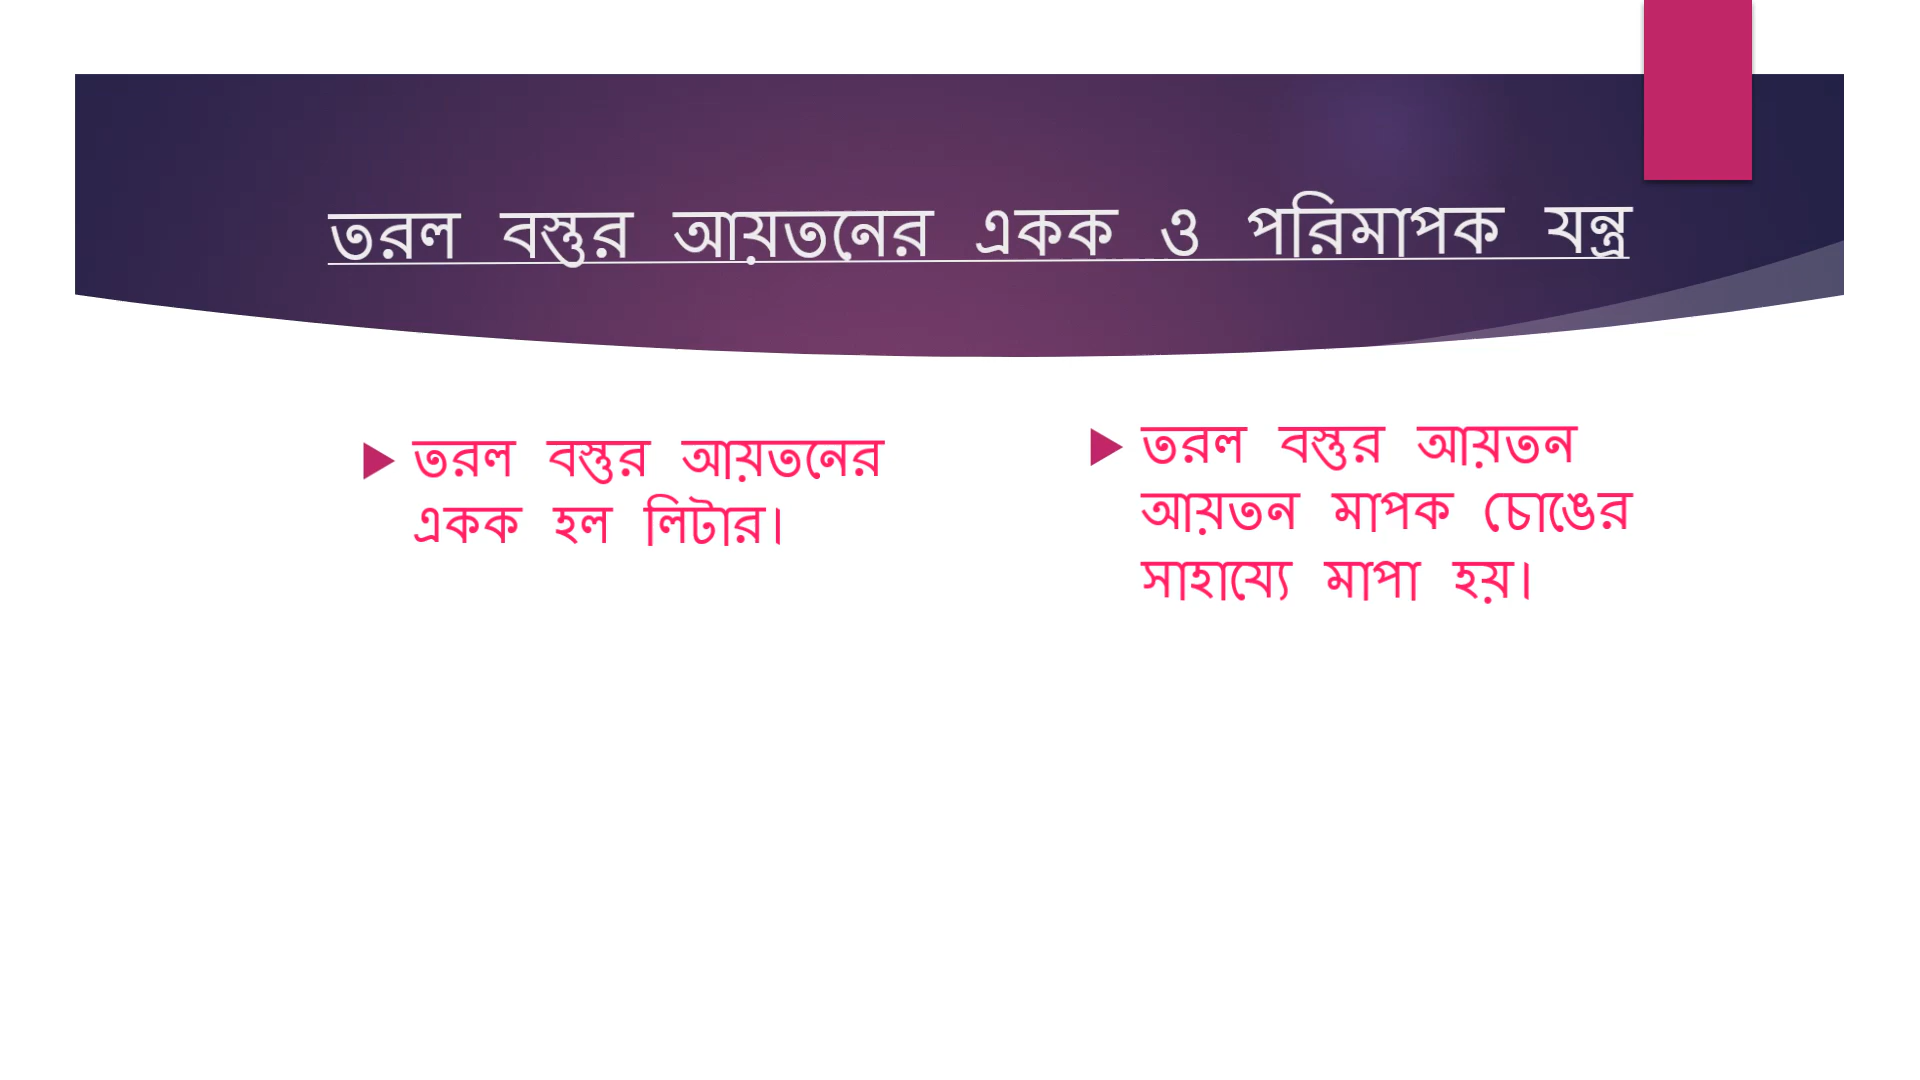 তরল বস্তুর আয়তনের একক ও পরিমাপক যন্ত্র
তরল বস্তুর আয়তনের
একক হল লিটার।
তরল বস্তুর আয়তন
আয়তন মাপক চোঙের
সাহায্যে মাপা হয়।